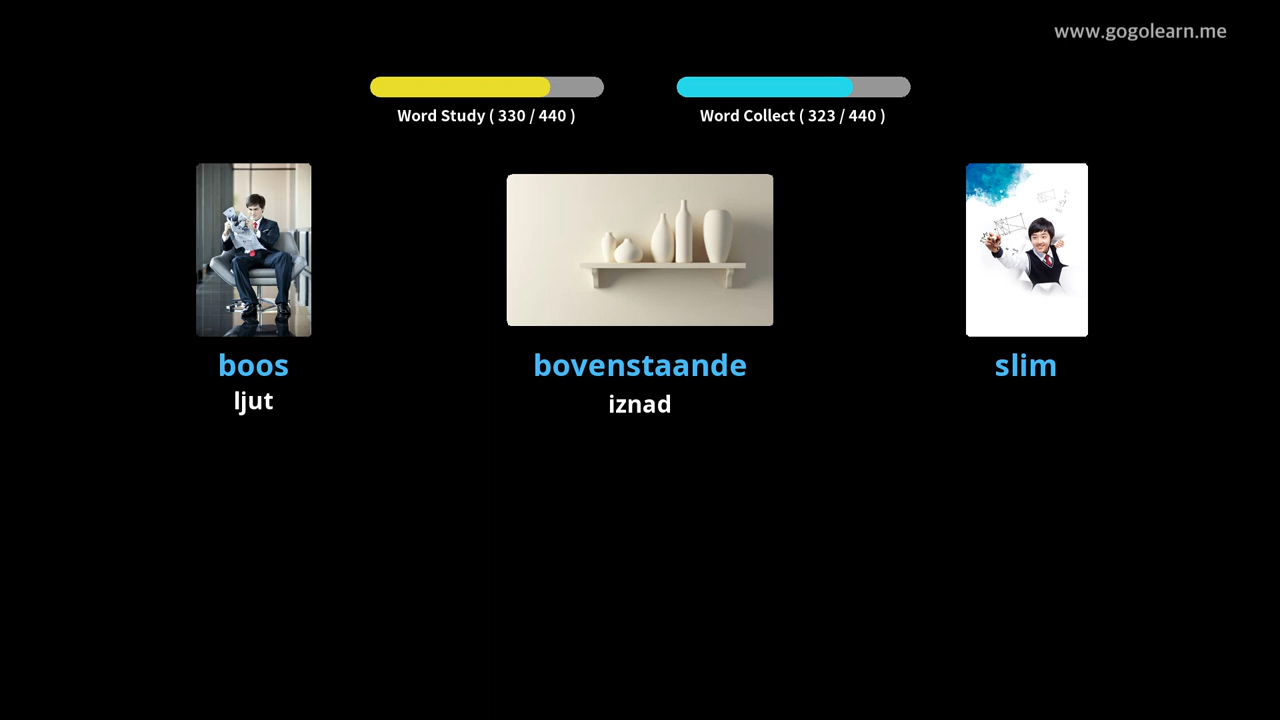 www.gogolearn.me
Word Study ( 330 / 440 )
Word Collect ( 323 / 440 )
boos
bovenstaande
slim
ljut
iznad